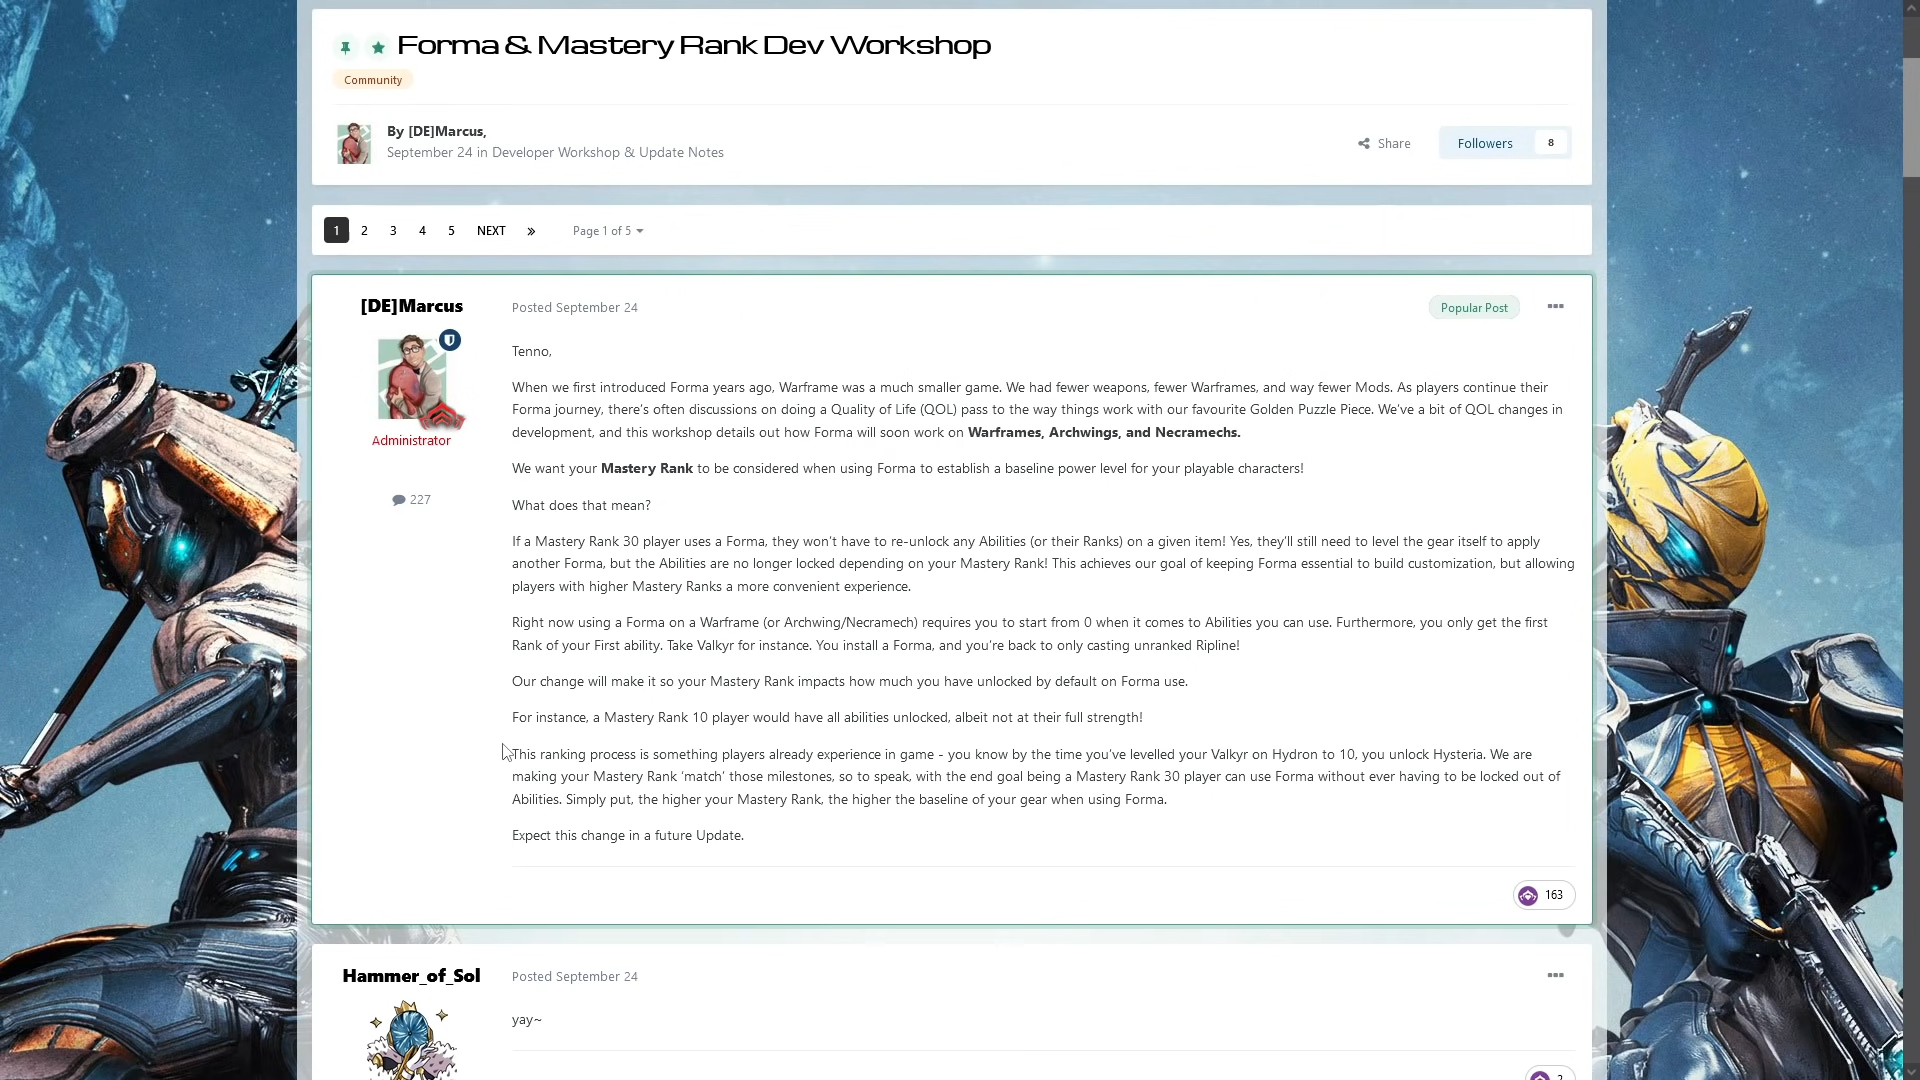 Forma & Mastery Rank Dev Workshop
Community
By [DE]Marcus,
September 24 in Developer Workshop & Update Notes
Share
Followers 8
1 2 3 4 5 NEXT » Page 1 of 5
[DE]Marcus
Posted September 24
Popular Post
Administrator
227
Tenno,
When we first introduced Forma years ago, Warframe was a much smaller game. We had fewer weapons, fewer Warframes, and way fewer Mods. As players continue their
Forma journey, there's often discussions on doing a Quality of Life (QOL) pass to the way things work with our favourite Golden Puzzle Piece. We've a bit of QOL changes in
development, and this workshop details out how Forma will soon work on Warframes, Archwings, and Necramechs.
We want your Mastery Rank to be considered when using Forma to establish a baseline power level for your playable characters!
What does that mean?
If a Mastery Rank 30 player uses a Forma, they won't have to re-unlock any Abilities (or their Ranks) on a given item! Yes, they'll still need to level the gear itself to apply
another Forma, but the Abilities are no longer locked depending on your Mastery Rank! This achieves our goal of keeping Forma essential to build customization, but allowing
players with higher Mastery Ranks a more convenient experience.
Right now using a Forma on a Warframe (or Archwing/Necramech) requires you to start from 0 when it comes to Abilities you can use. Furthermore, you only get the first
Rank of your First ability. Take Valkyr for instance. You install a Forma, and you're back to only casting unranked Ripline!
Our change will make it so your Mastery Rank impacts how much you have unlocked by default on Forma use.
For instance, a Mastery Rank 10 player would have all abilities unlocked, albeit not at their full strength!
This ranking process is something players already experience in game - you know by the time you've levelled your Valkyr on Hydron to 10, you unlock Hysteria. We are
making your Mastery Rank 'match' those milestones, so to speak, with the end goal being a Mastery Rank 30 player can use Forma without ever having to be locked out of
Abilities. Simply put, the higher your Mastery Rank, the higher the baseline of your gear when using Forma.
Expect this change in a future Update.
163
Hammer_of_Sol
Posted September 24
yay~
2